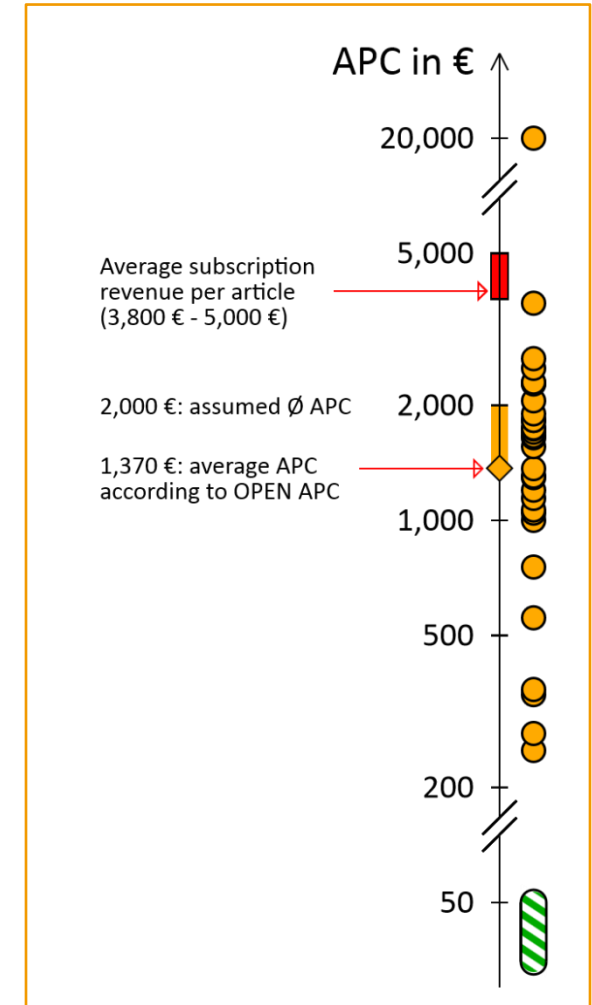 APC in €
20,000
5,000
Average subscription
revenue per article
(3,800 € - 5,000 €)
2,000 €: assumed Ø APC
2,000
1,370 €: average APC
according to OPEN APC
1,000
500
200
50